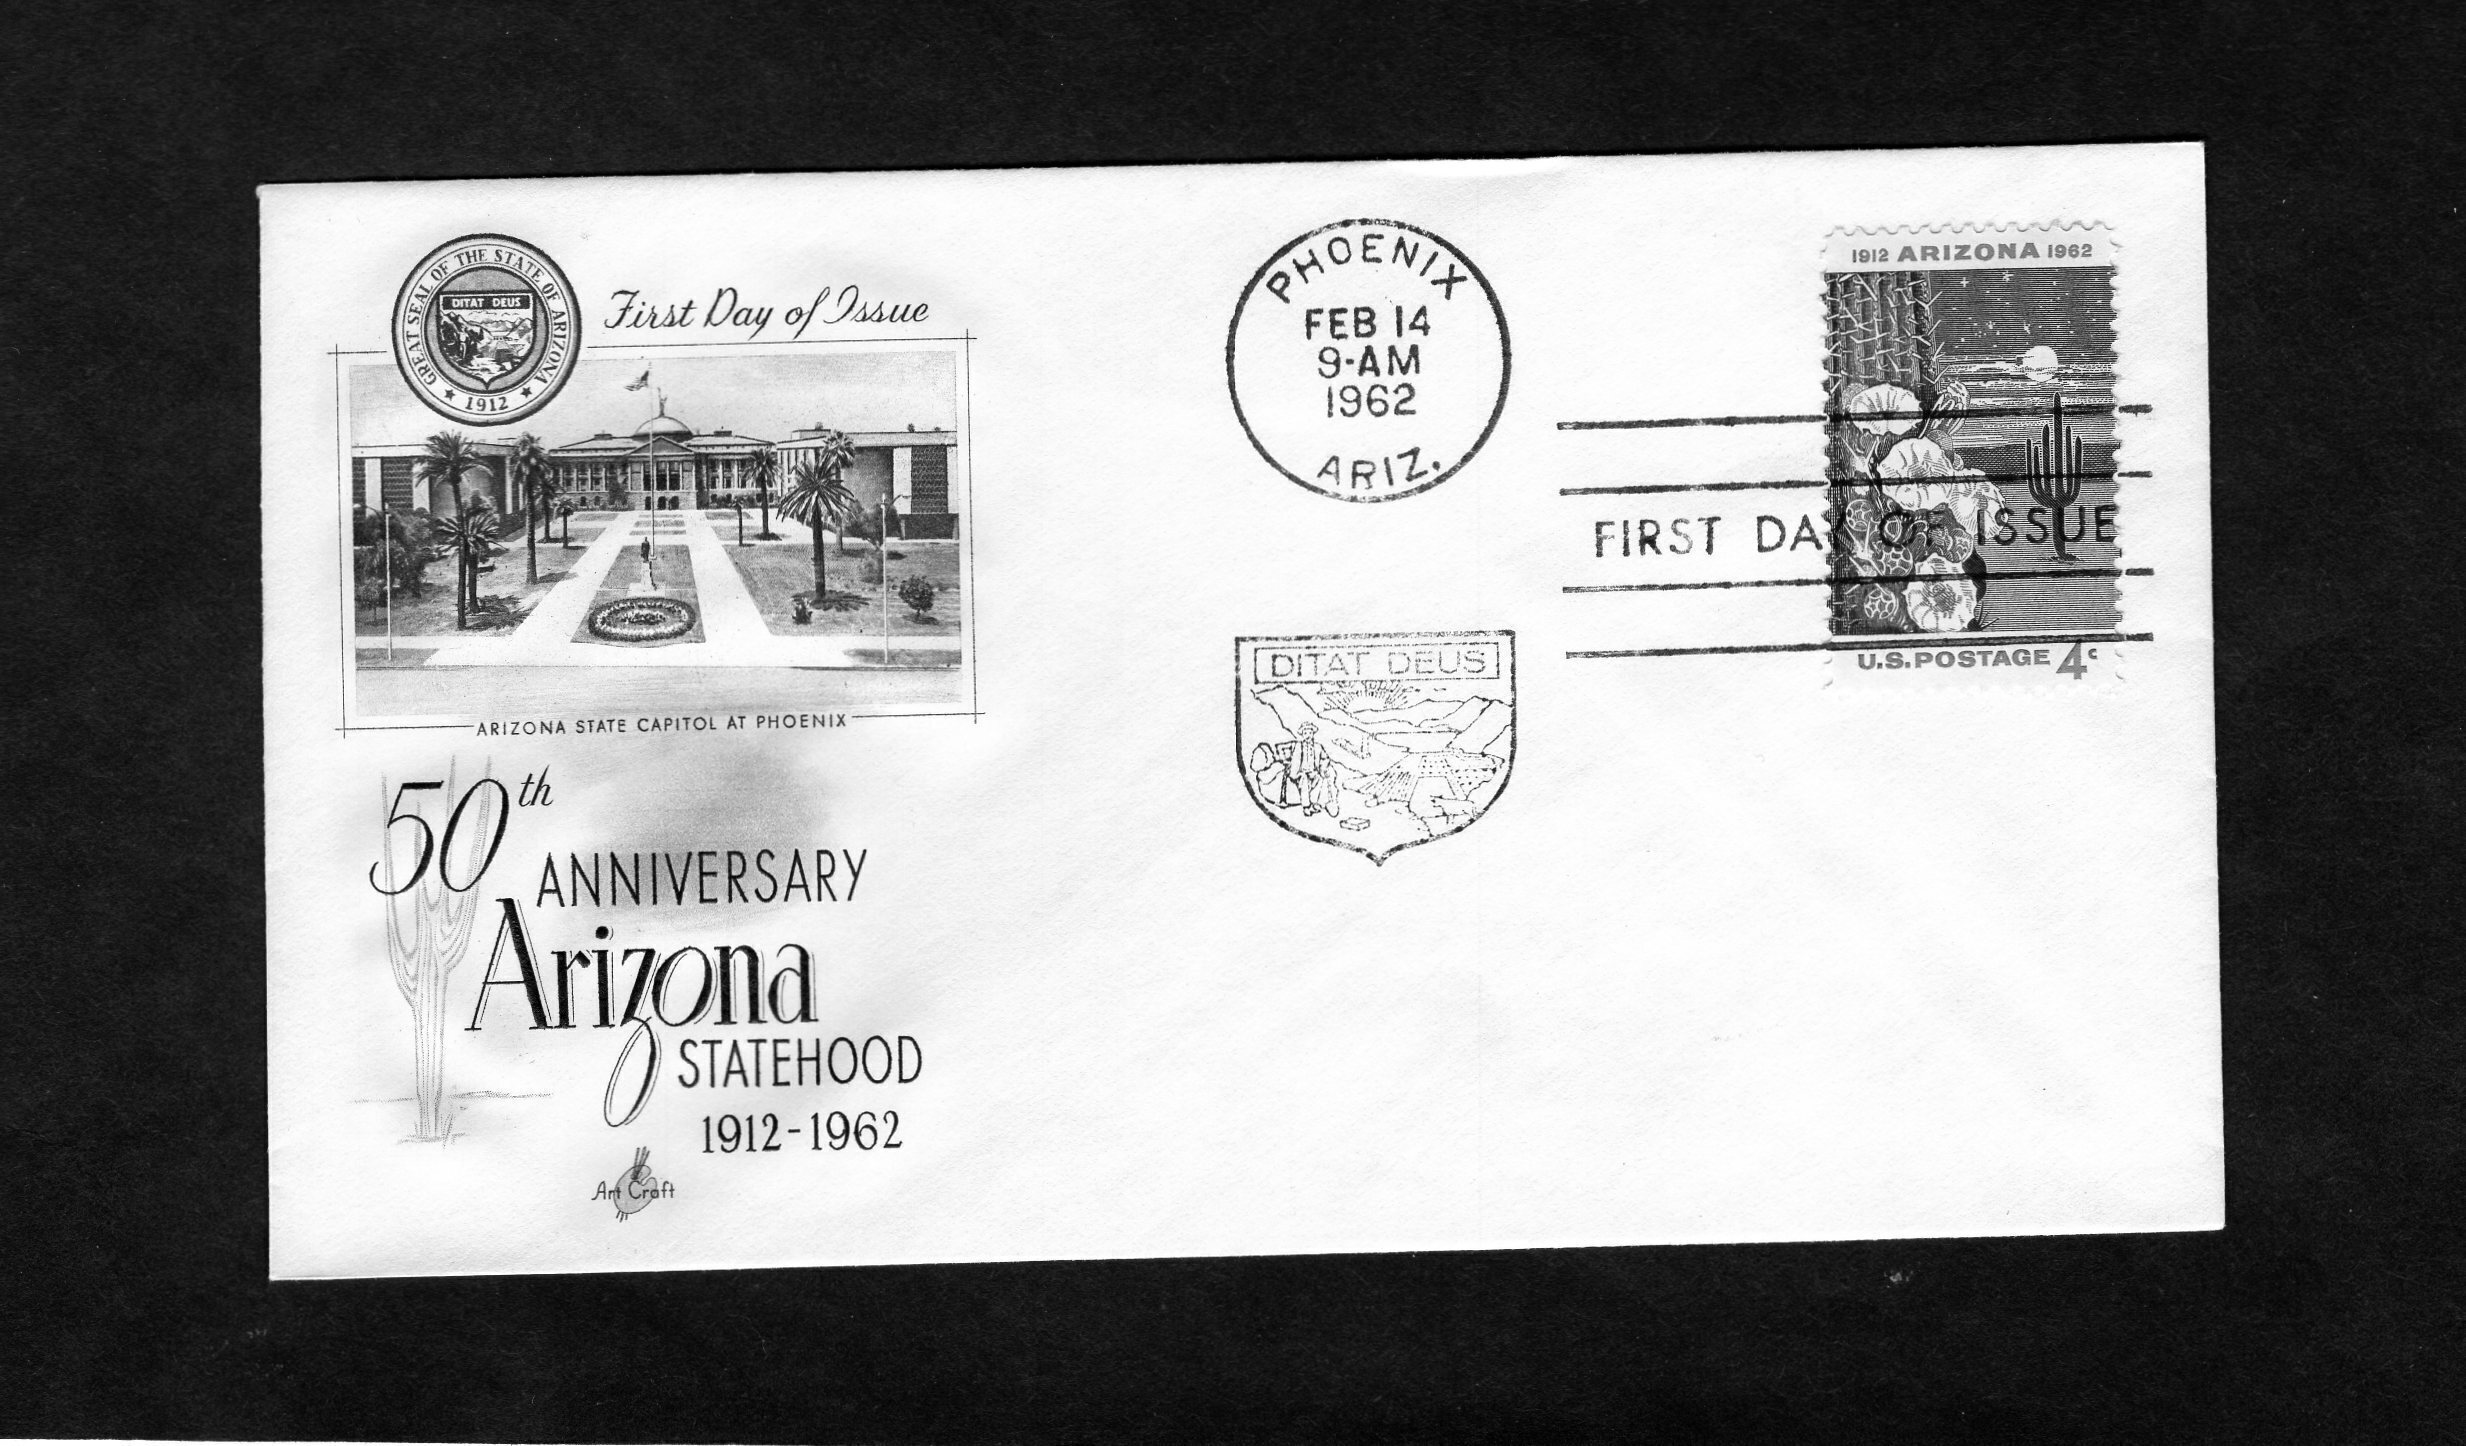 GREAT SEAL OF THE STATE OF ARIZONA
DITAT DEUS
★ 1912 ★
First Day of Issue
ARIZONA STATE CAPITOL AT PHOENIX
50th
ANNIVERSARY
Arizona
STATEHOOD
1912-1962
Art Craft
PHOENIX
FEB 14
9-AM
1962
ARIZ.
DITAT DEUS
1912 ARIZONA 1962
FIRST DAY OF ISSUE
U.S. POSTAGE 4c